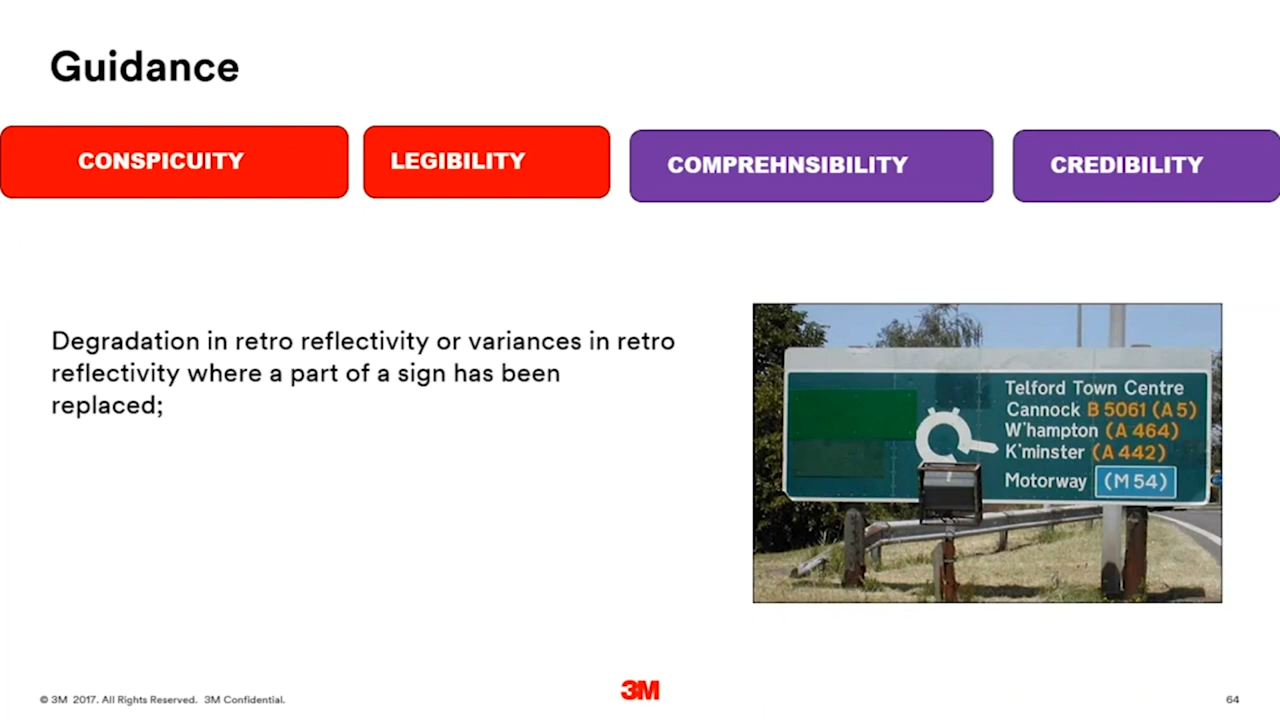 Guidance
CONSPICUITY
LEGIBILITY
COMPREHNSIBILITY
CREDIBILITY
Degradation in retro reflectivity or variances in retro
reflectivity where a part of a sign has been
replaced;
Telford Town Centre
Cannock B 5061 (A 5)
W'hampton (A 464)
K'minster (A 442)
Motorway (M 54)
© 3M 2017. All Rights Reserved. 3M Confidential.
3M
64